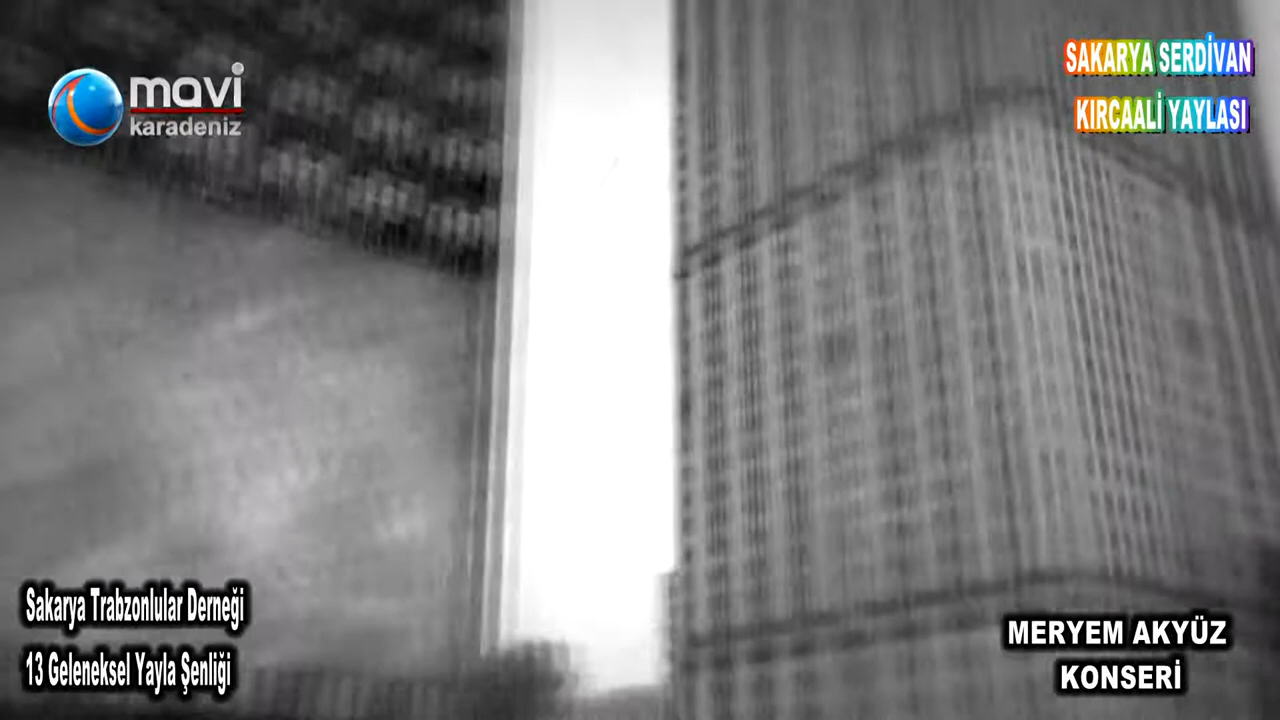 mavi
karadeniz
SAKARYA SERDİVAN
KIRCAALİ YAYLASI
Sakarya Trabzonlular Derneği
13 Geleneksel Yayla Şenliği
MERYEM AKYÜZ
KONSERİ